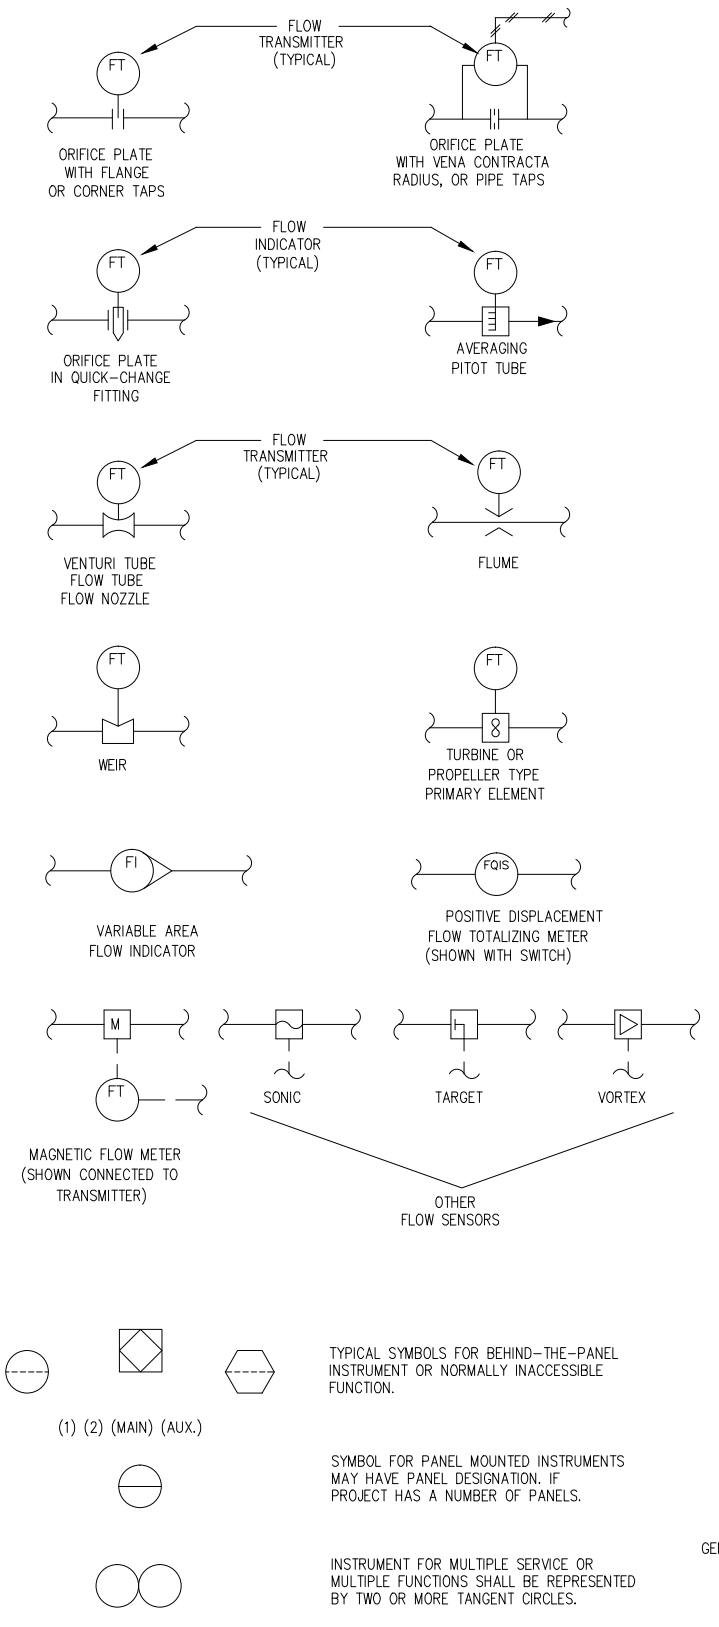 FLOW
TRANSMITTER
(TYPICAL)
FT
FT
ORIFICE PLATE
WITH FLANGE
OR CORNER TAPS
ORIFICE PLATE
WITH VENA CONTRACTA
RADIUS, OR PIPE TAPS
FLOW
INDICATOR
(TYPICAL)
FT
FT
ORIFICE PLATE
IN QUICK-CHANGE
FITTING
AVERAGING
PITOT TUBE
FLOW
TRANSMITTER
(TYPICAL)
FT
FT
VENTURI TUBE
FLOW TUBE
FLOW NOZZLE
FLUME
FT
FT
WEIR
TURBINE OR
PROPELLER TYPE
PRIMARY ELEMENT
FI
FQIS
VARIABLE AREA
FLOW INDICATOR
POSITIVE DISPLACEMENT
FLOW TOTALIZING METER
(SHOWN WITH SWITCH)
M
FT
SONIC
TARGET
VORTEX
MAGNETIC FLOW METER
(SHOWN CONNECTED TO
TRANSMITTER)
OTHER
FLOW SENSORS
TYPICAL SYMBOLS FOR BEHIND-THE-PANEL
INSTRUMENT OR NORMALLY INACCESSIBLE
FUNCTION.
(1) (2) (MAIN) (AUX.)
SYMBOL FOR PANEL MOUNTED INSTRUMENTS
MAY HAVE PANEL DESIGNATION. IF
PROJECT HAS A NUMBER OF PANELS.
GE
INSTRUMENT FOR MULTIPLE SERVICE OR
MULTIPLE FUNCTIONS SHALL BE REPRESENTED
BY TWO OR MORE TANGENT CIRCLES.